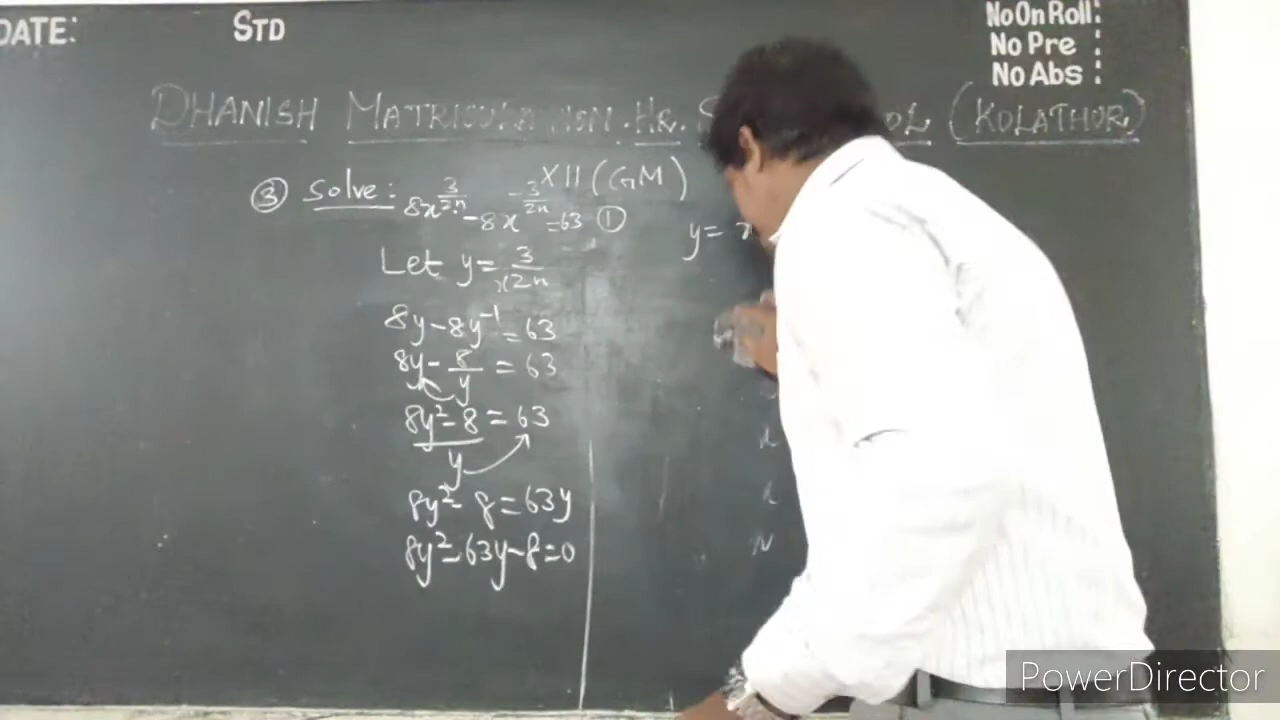 DATE:
STD
No On Roll:
No Pre :
No Abs :
DHANISH MATRICULATION. HR. (KOLATHUR)
XII (GM)
③ Solve: 8x^{3/2n} - 8x^{-3/2n} = 63 ①
y =
Let y = x^{3/2n}
8y - 8y⁻¹ = 63
8y - 8/y = 63
8y² - 8 / y = 63
8y² - 8 = 63y
8y² - 63y - 8 = 0
PowerDirector